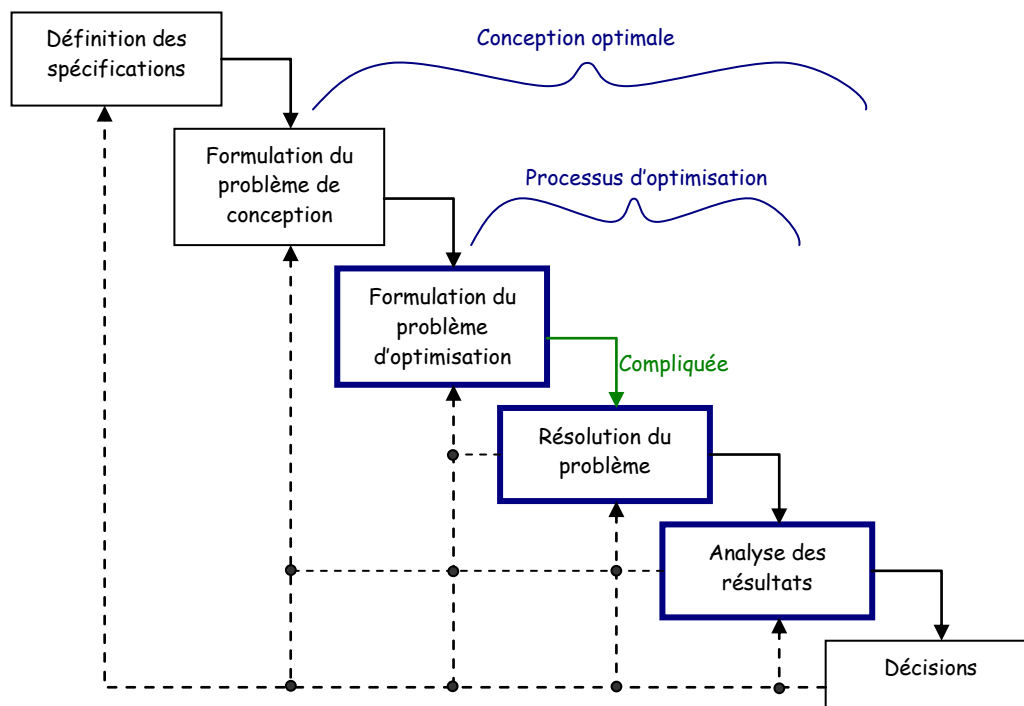 Définition des
spécifications
Conception optimale
Formulation du
problème de
conception
Processus d'optimisation
Formulation du
problème
d'optimisation
Compliquée
Résolution du
problème
Analyse des
résultats
Décisions